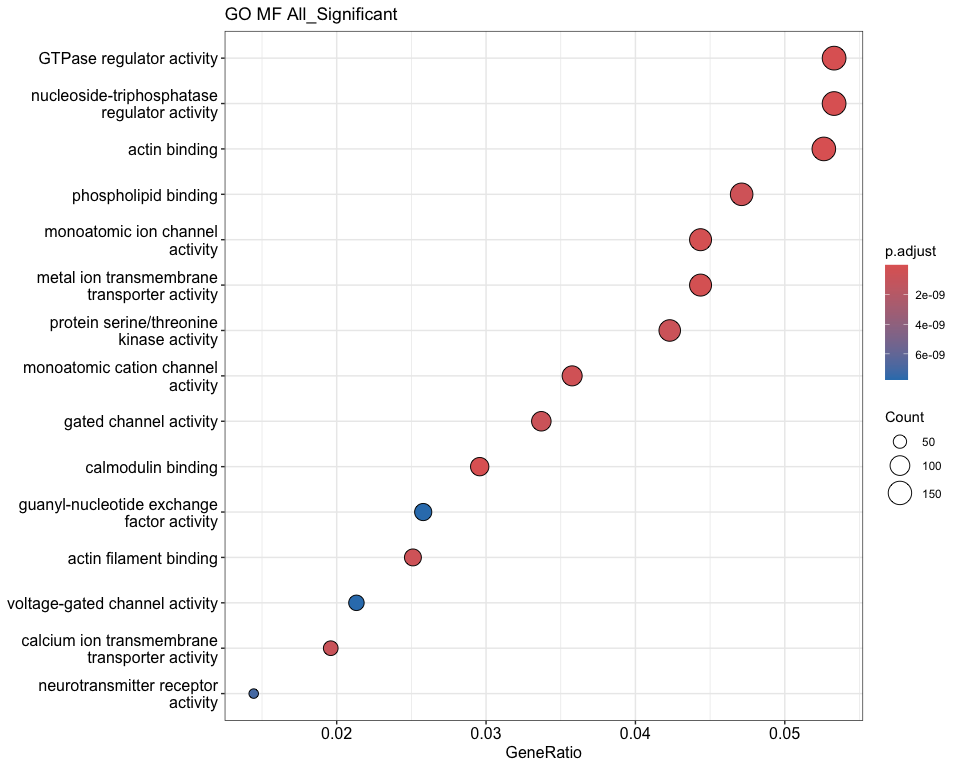 GO MF All_Significant
GTPase regulator activity
nucleoside-triphosphatase
regulator activity
actin binding
phospholipid binding
monoatomic ion channel
activity
metal ion transmembrane
transporter activity
protein serine/threonine
kinase activity
monoatomic cation channel
activity
gated channel activity
calmodulin binding
guanyl-nucleotide exchange
factor activity
actin filament binding
voltage-gated channel activity
calcium ion transmembrane
transporter activity
neurotransmitter receptor
activity
0.02
0.03
0.04
0.05
GeneRatio
p.adjust
2e-09
4e-09
6e-09
Count
50
100
150